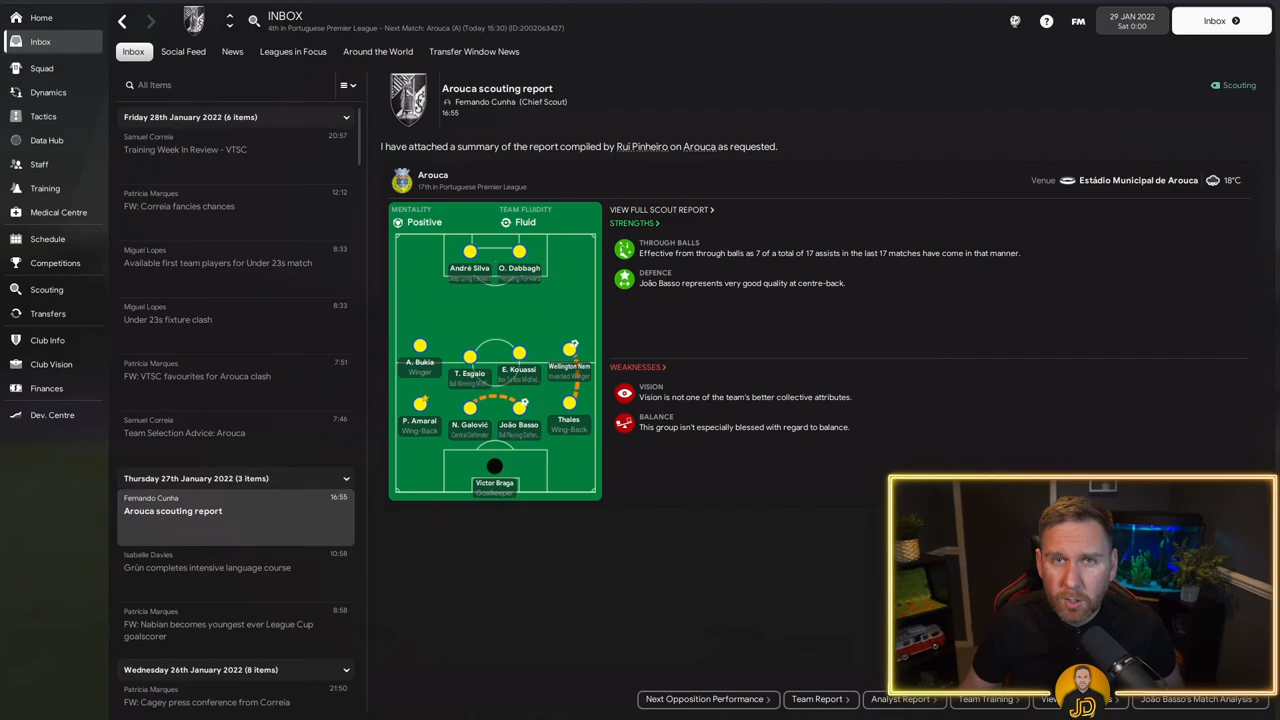 Home
Inbox
Squad
Dynamics
Tactics
Data Hub
Staff
Training
Medical Centre
Schedule
Competitions
Scouting
Transfers
Club Info
Club Vision
Finances
Dev. Centre
INBOX
4th in Portuguese Premier League - Next Match: Arouca (A) (Today 15:30) (ID:2002063427)
FM
29 JAN 2022
Sat 0:00
Inbox
Inbox
Social Feed
News
Leagues in Focus
Around the World
Transfer Window News
All Items
Friday 28th January 2022 (6 items)
Samuel Correia 20:57
Training Week In Review - VTSC
Patrícia Marques 12:12
FW: Correia fancies chances
Miguel Lopes 8:33
Available first team players for Under 23s match
Miguel Lopes 8:33
Under 23s fixture clash
Patrícia Marques 7:51
FW: VTSC favourites for Arouca clash
Samuel Correia 7:46
Team Selection Advice: Arouca
Thursday 27th January 2022 (3 items)
Fernando Cunha 16:55
Arouca scouting report
Isabelle Davies 10:58
Grün completes intensive language course
Patrícia Marques 8:58
FW: Nabian becomes youngest ever League Cup
goalscorer
Wednesday 26th January 2022 (8 items)
Patrícia Marques 21:50
FW: Cagey press conference from Correia
Arouca scouting report
Fernando Cunha (Chief Scout)
16:55
Scouting
I have attached a summary of the report compiled by Rui Pinheiro on Arouca as requested.
Arouca
17th in Portuguese Premier League
Venue Estádio Municipal de Arouca 18°C
MENTALITY
Positive
TEAM FLUIDITY
Fluid
André Silva
O. Dabbagh
A. Bukia
Winger
T. Esgaio
E. Kouassi
Wellington Nem
Inverted Winger
P. Amaral
Wing-Back
N. Galović
Central Defender
João Basso
Thales
Wing-Back
Victor Braga
Goalkeeper
VIEW FULL SCOUT REPORT
STRENGTHS
THROUGH BALLS
Effective from through balls as 7 of a total of 17 assists in the last 17 matches have come in that manner.
DEFENCE
João Basso represents very good quality at centre-back.
WEAKNESSES
VISION
Vision is not one of the team's better collective attributes.
BALANCE
This group isn't especially blessed with regard to balance.
Next Opposition Performance
Team Report
Analyst Report
Team Training
João Basso's Match Analysis
JD